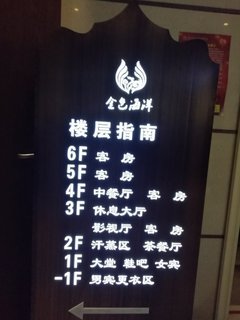 金色海洋
楼层指南
6F 客 房
5F 客 房
4F 中餐厅 客 房
3F 休息大厅
影视厅 客 房
2F 汗蒸区 茶餐厅
1F 大堂 鞋吧 女宾
-1F 男宾更衣区